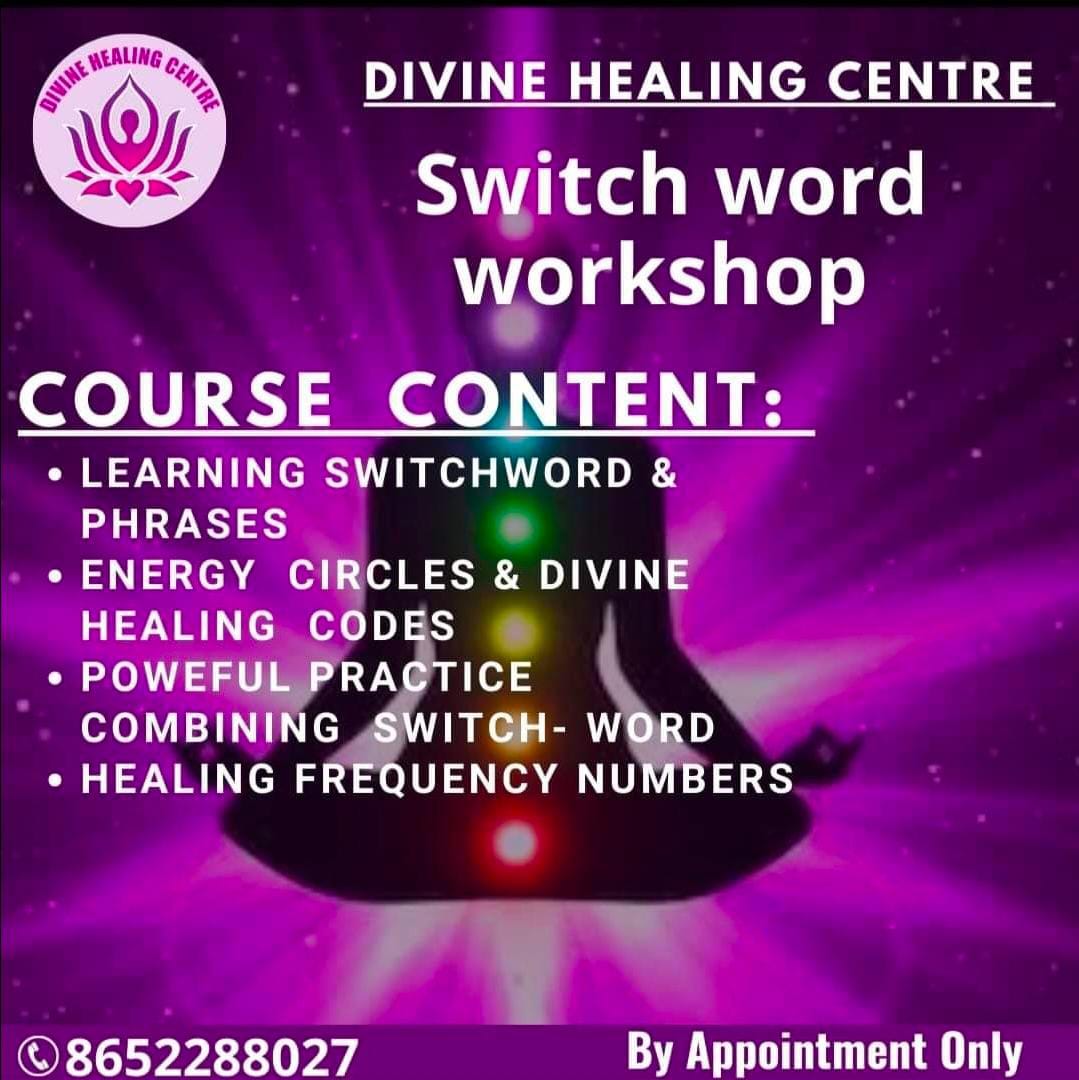 DIVINE HEALING CENTRE
DIVINE HEALING CENTRE
Switch word
workshop
COURSE CONTENT:
• LEARNING SWITCHWORD &
PHRASES
• ENERGY CIRCLES & DIVINE
HEALING CODES
• POWEFUL PRACTICE
COMBINING SWITCH- WORD
• HEALING FREQUENCY NUMBERS
8652288027
By Appointment Only